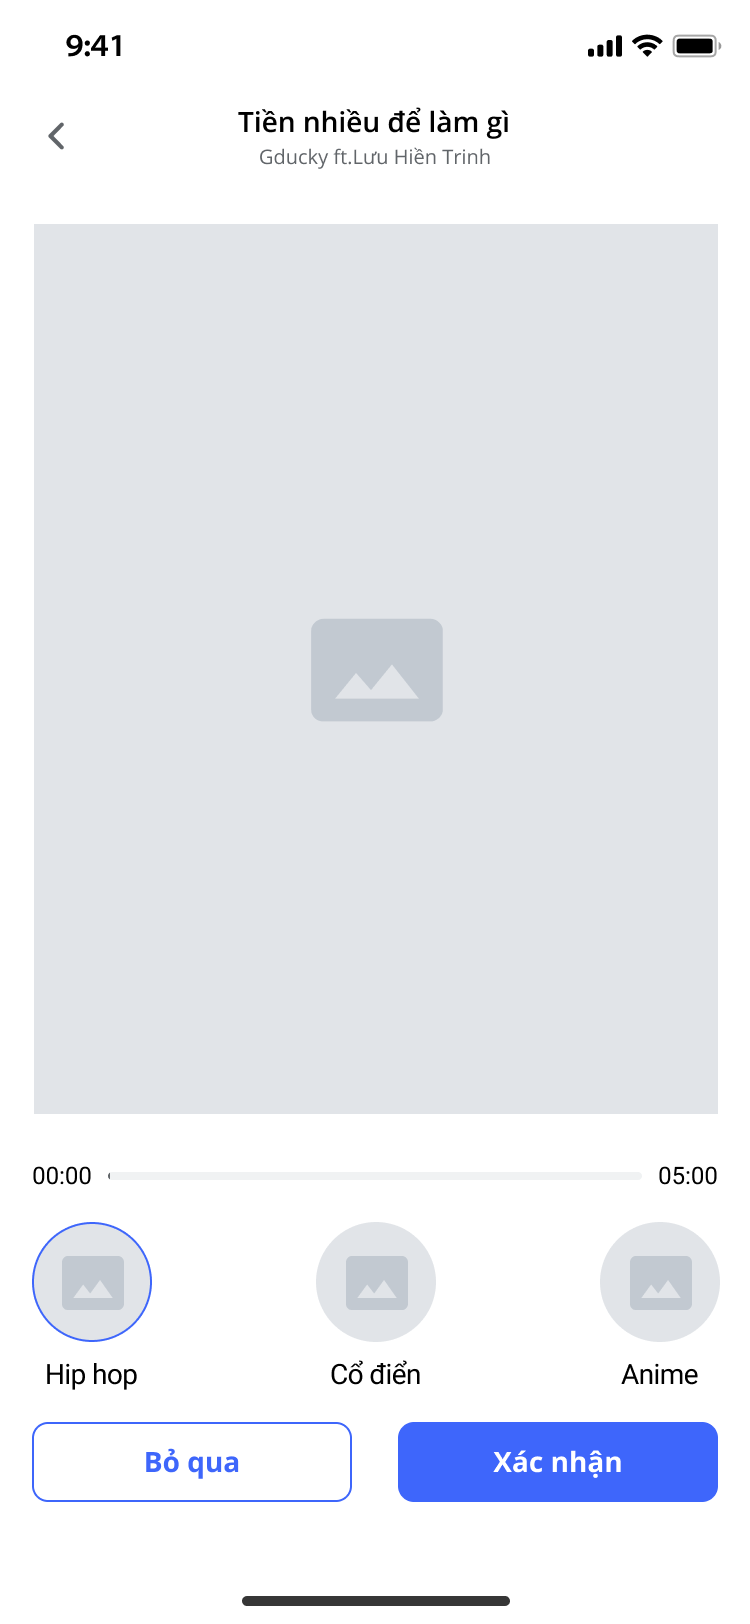 9:41
Tiền nhiều để làm gì
Gducky ft.Lưu Hiền Trinh
00:00 05:00
Hip hop Cổ điển Anime
Bỏ qua Xác nhận